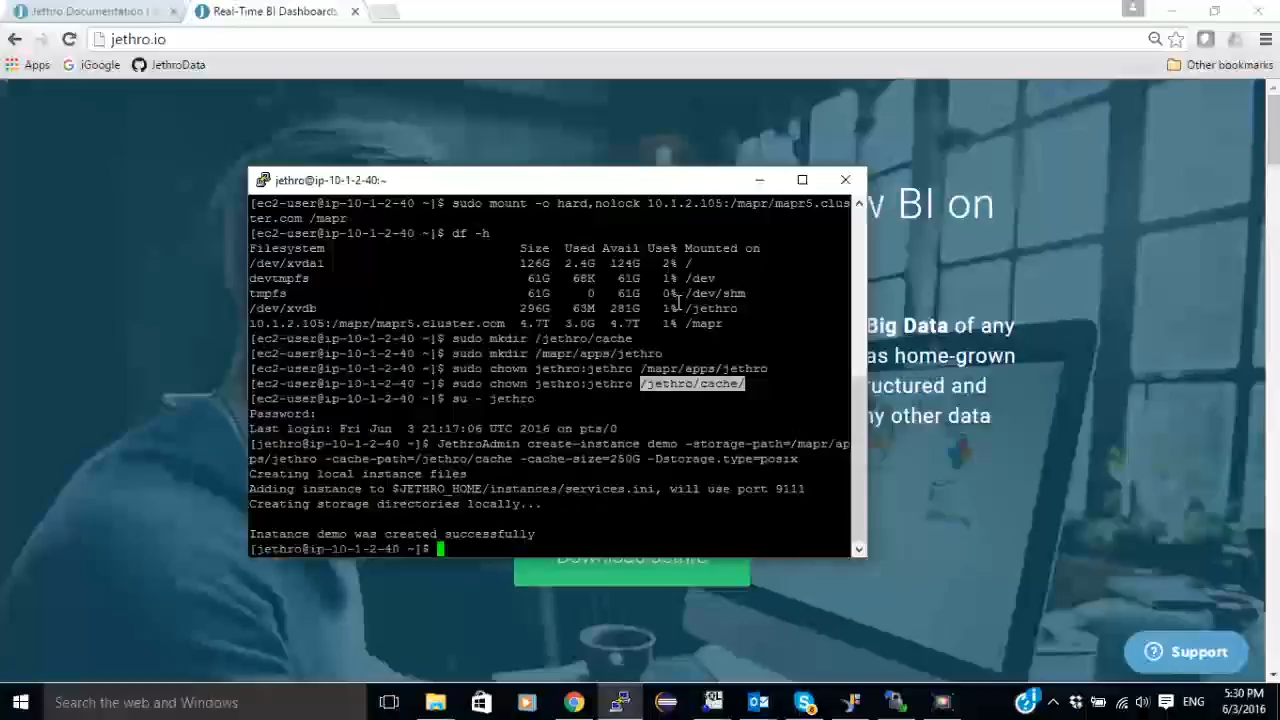 Jethro Documentation
Real-Time BI Dashboards
jethro.io
Apps
iGoogle
JethroData
Other bookmarks
w BI on
Big Data of any
as home-grown
uctured and
ny other data
jethro@ip-10-1-2-40:~
[ec2-user@ip-10-1-2-40 ~]$ sudo mount -o hard,nolock 10.1.2.105:/mapr/mapr5.clus
ter.com /mapr
[ec2-user@ip-10-1-2-40 ~]$ df -h
Filesystem Size Used Avail Use% Mounted on
/dev/xvda1 126G 2.4G 124G 2% /
devtmpfs 61G 68K 61G 1% /dev
tmpfs 61G 0 61G 0% /dev/shm
/dev/xvdb 296G 63M 281G 1% /jethro
10.1.2.105:/mapr/mapr5.cluster.com 4.7T 3.0G 4.7T 1% /mapr
[ec2-user@ip-10-1-2-40 ~]$ sudo mkdir /jethro/cache
[ec2-user@ip-10-1-2-40 ~]$ sudo mkdir /mapr/apps/jethro
[ec2-user@ip-10-1-2-40 ~]$ sudo chown jethro:jethro /mapr/apps/jethro
[ec2-user@ip-10-1-2-40 ~]$ sudo chown jethro:jethro /jethro/cache/
[ec2-user@ip-10-1-2-40 ~]$ su - jethro
Password:
Last login: Fri Jun 3 21:17:06 UTC 2016 on pts/0
[jethro@ip-10-1-2-40 ~]$ JethroAdmin create-instance demo -storage-path=/mapr/ap
ps/jethro -cache-path=/jethro/cache -cache-size=250G -Dstorage.type=posix
Creating local instance files
Adding instance to $JETHRO_HOME/instances/services.ini, will use port 9111
Creating storage directories locally...
Instance demo was created successfully
[jethro@ip-10-1-2-40 ~]$
Download Jethro
Support
Search the web and Windows
ENG
5:30 PM
6/3/2016